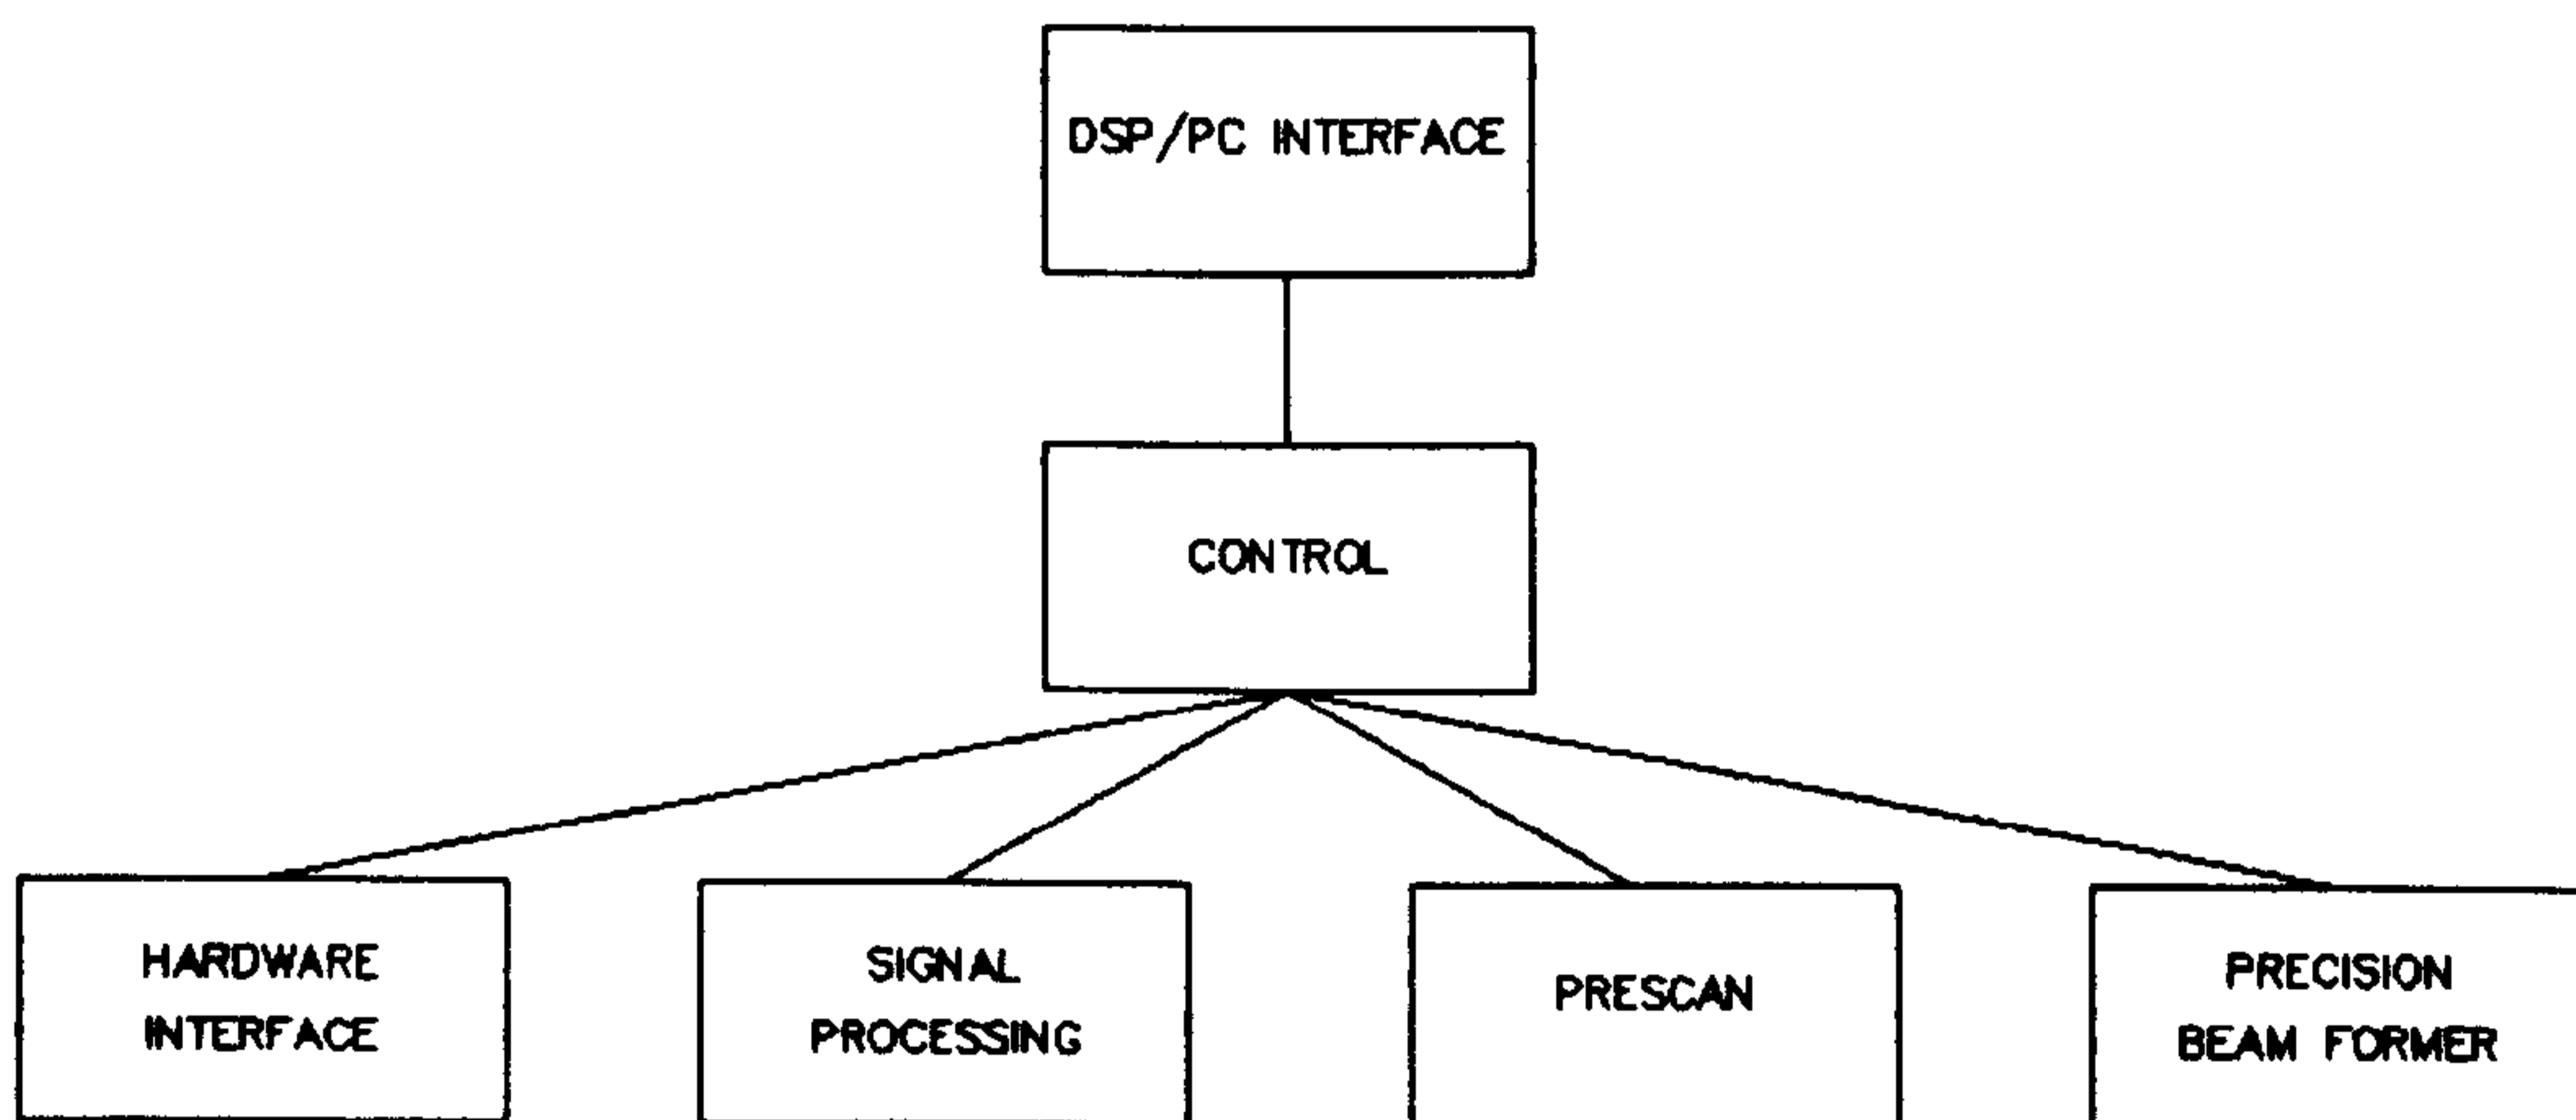 DSP/PC INTERFACE
CONTROL
HARDWARE
INTERFACE
SIGNAL
PROCESSING
PRESCAN
PRECISION
BEAM FORMER